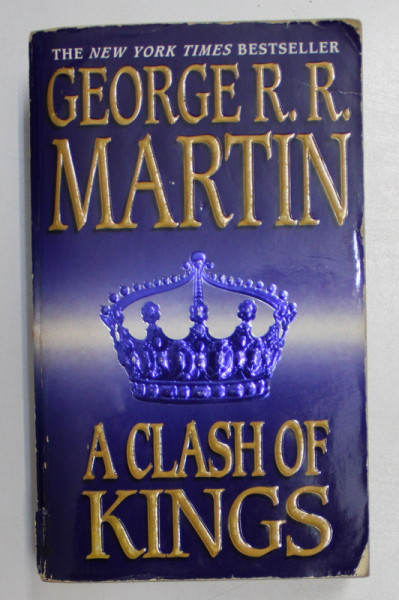 THE NEW YORK TIMES BESTSELLER
GEORGE R. R.
MARTIN
A CLASH OF
KINGS